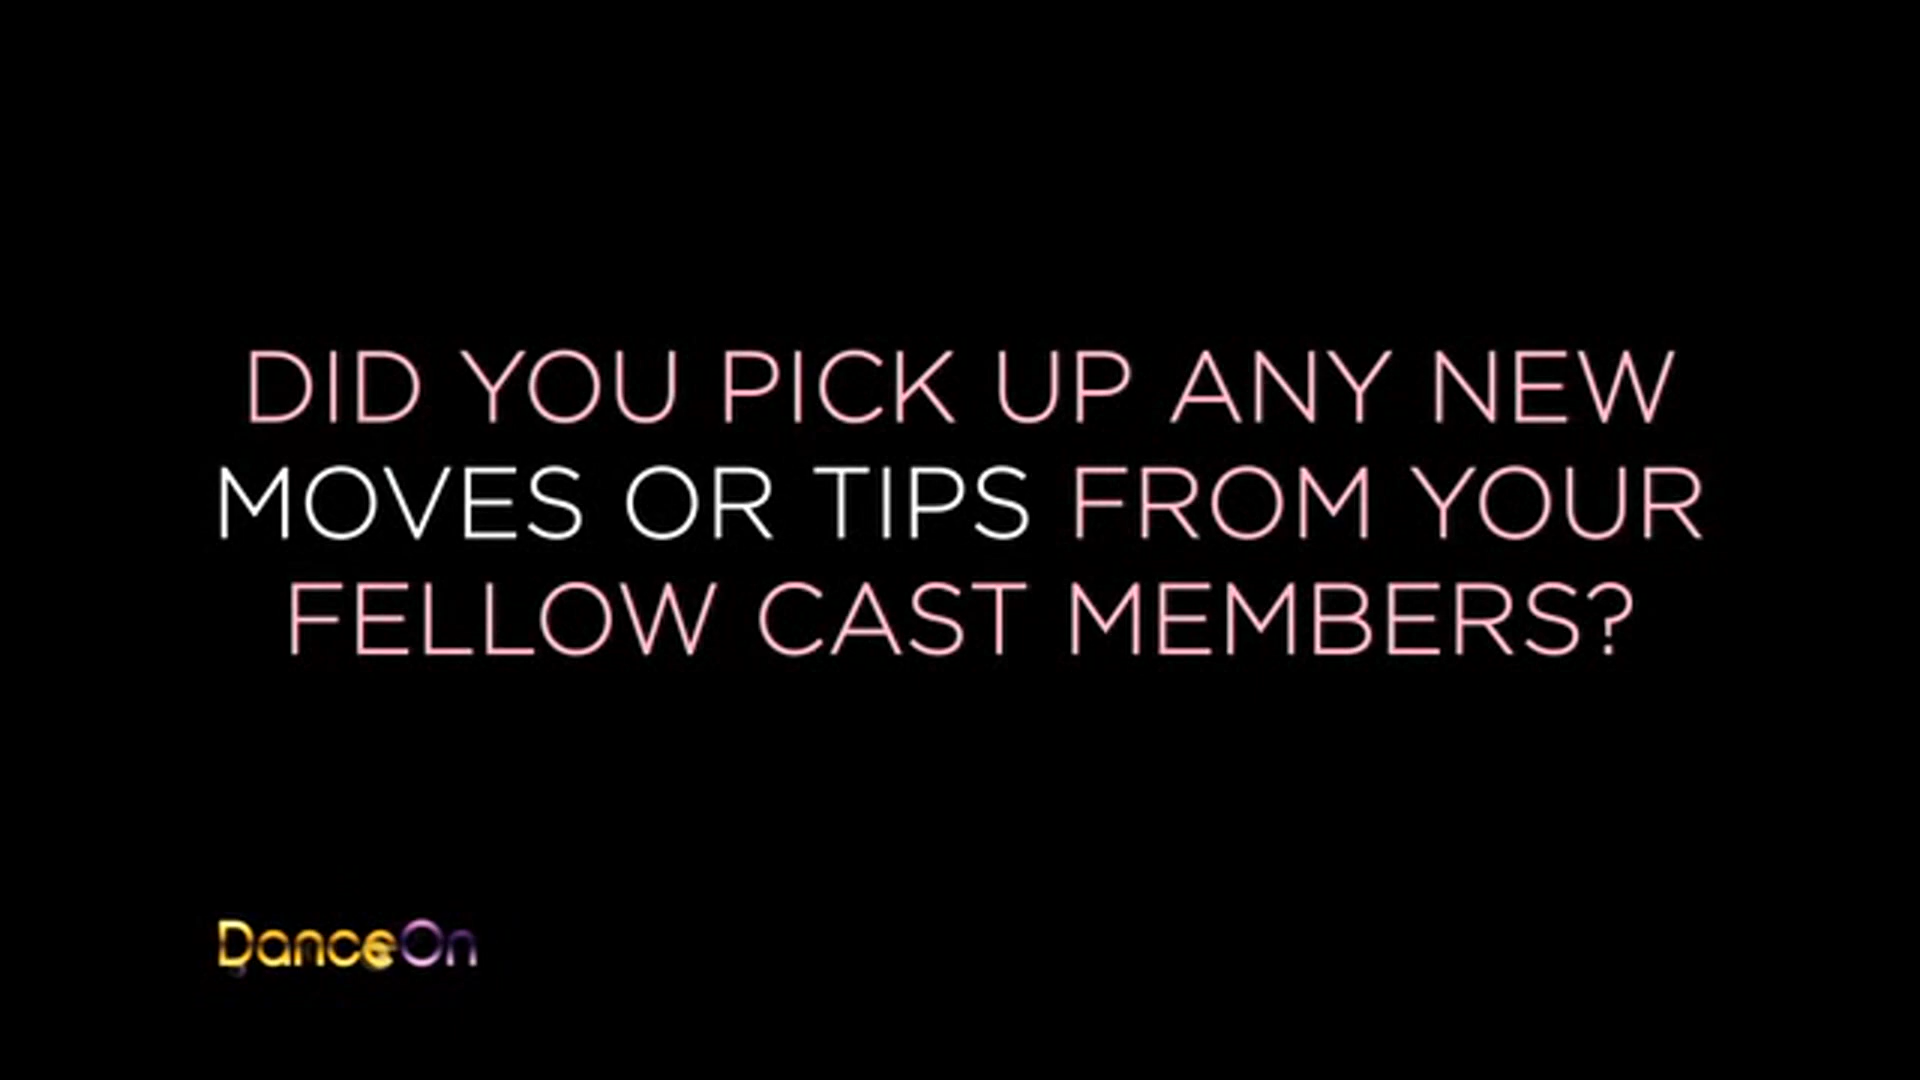 DID YOU PICK UP ANY NEW
MOVES OR TIPS FROM YOUR
FELLOW CAST MEMBERS?
DanceOn